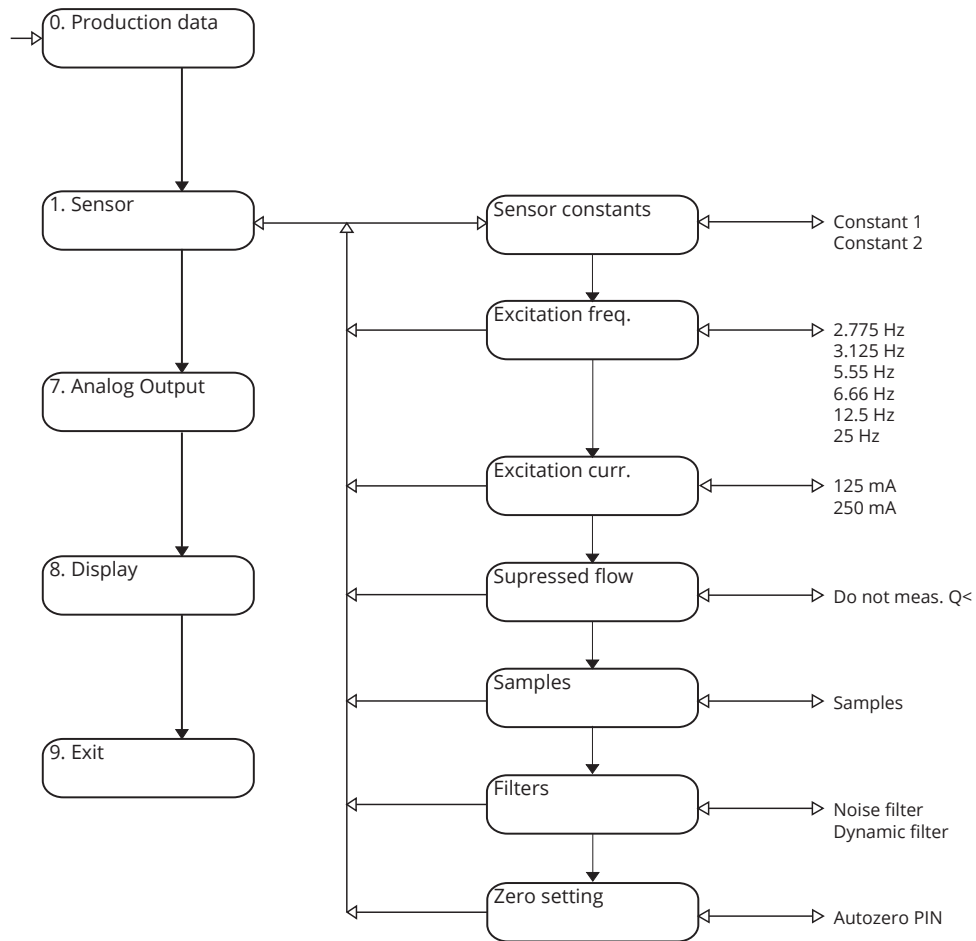 0. Production data
1. Sensor
7. Analog Output
8. Display
9. Exit
Sensor constants
Constant 1
Constant 2
Excitation freq.
2.775 Hz
3.125 Hz
5.55 Hz
6.66 Hz
12.5 Hz
25 Hz
Excitation curr.
125 mA
250 mA
Supressed flow
Do not meas. Q<
Samples
Samples
Filters
Noise filter
Dynamic filter
Zero setting
Autozero PIN